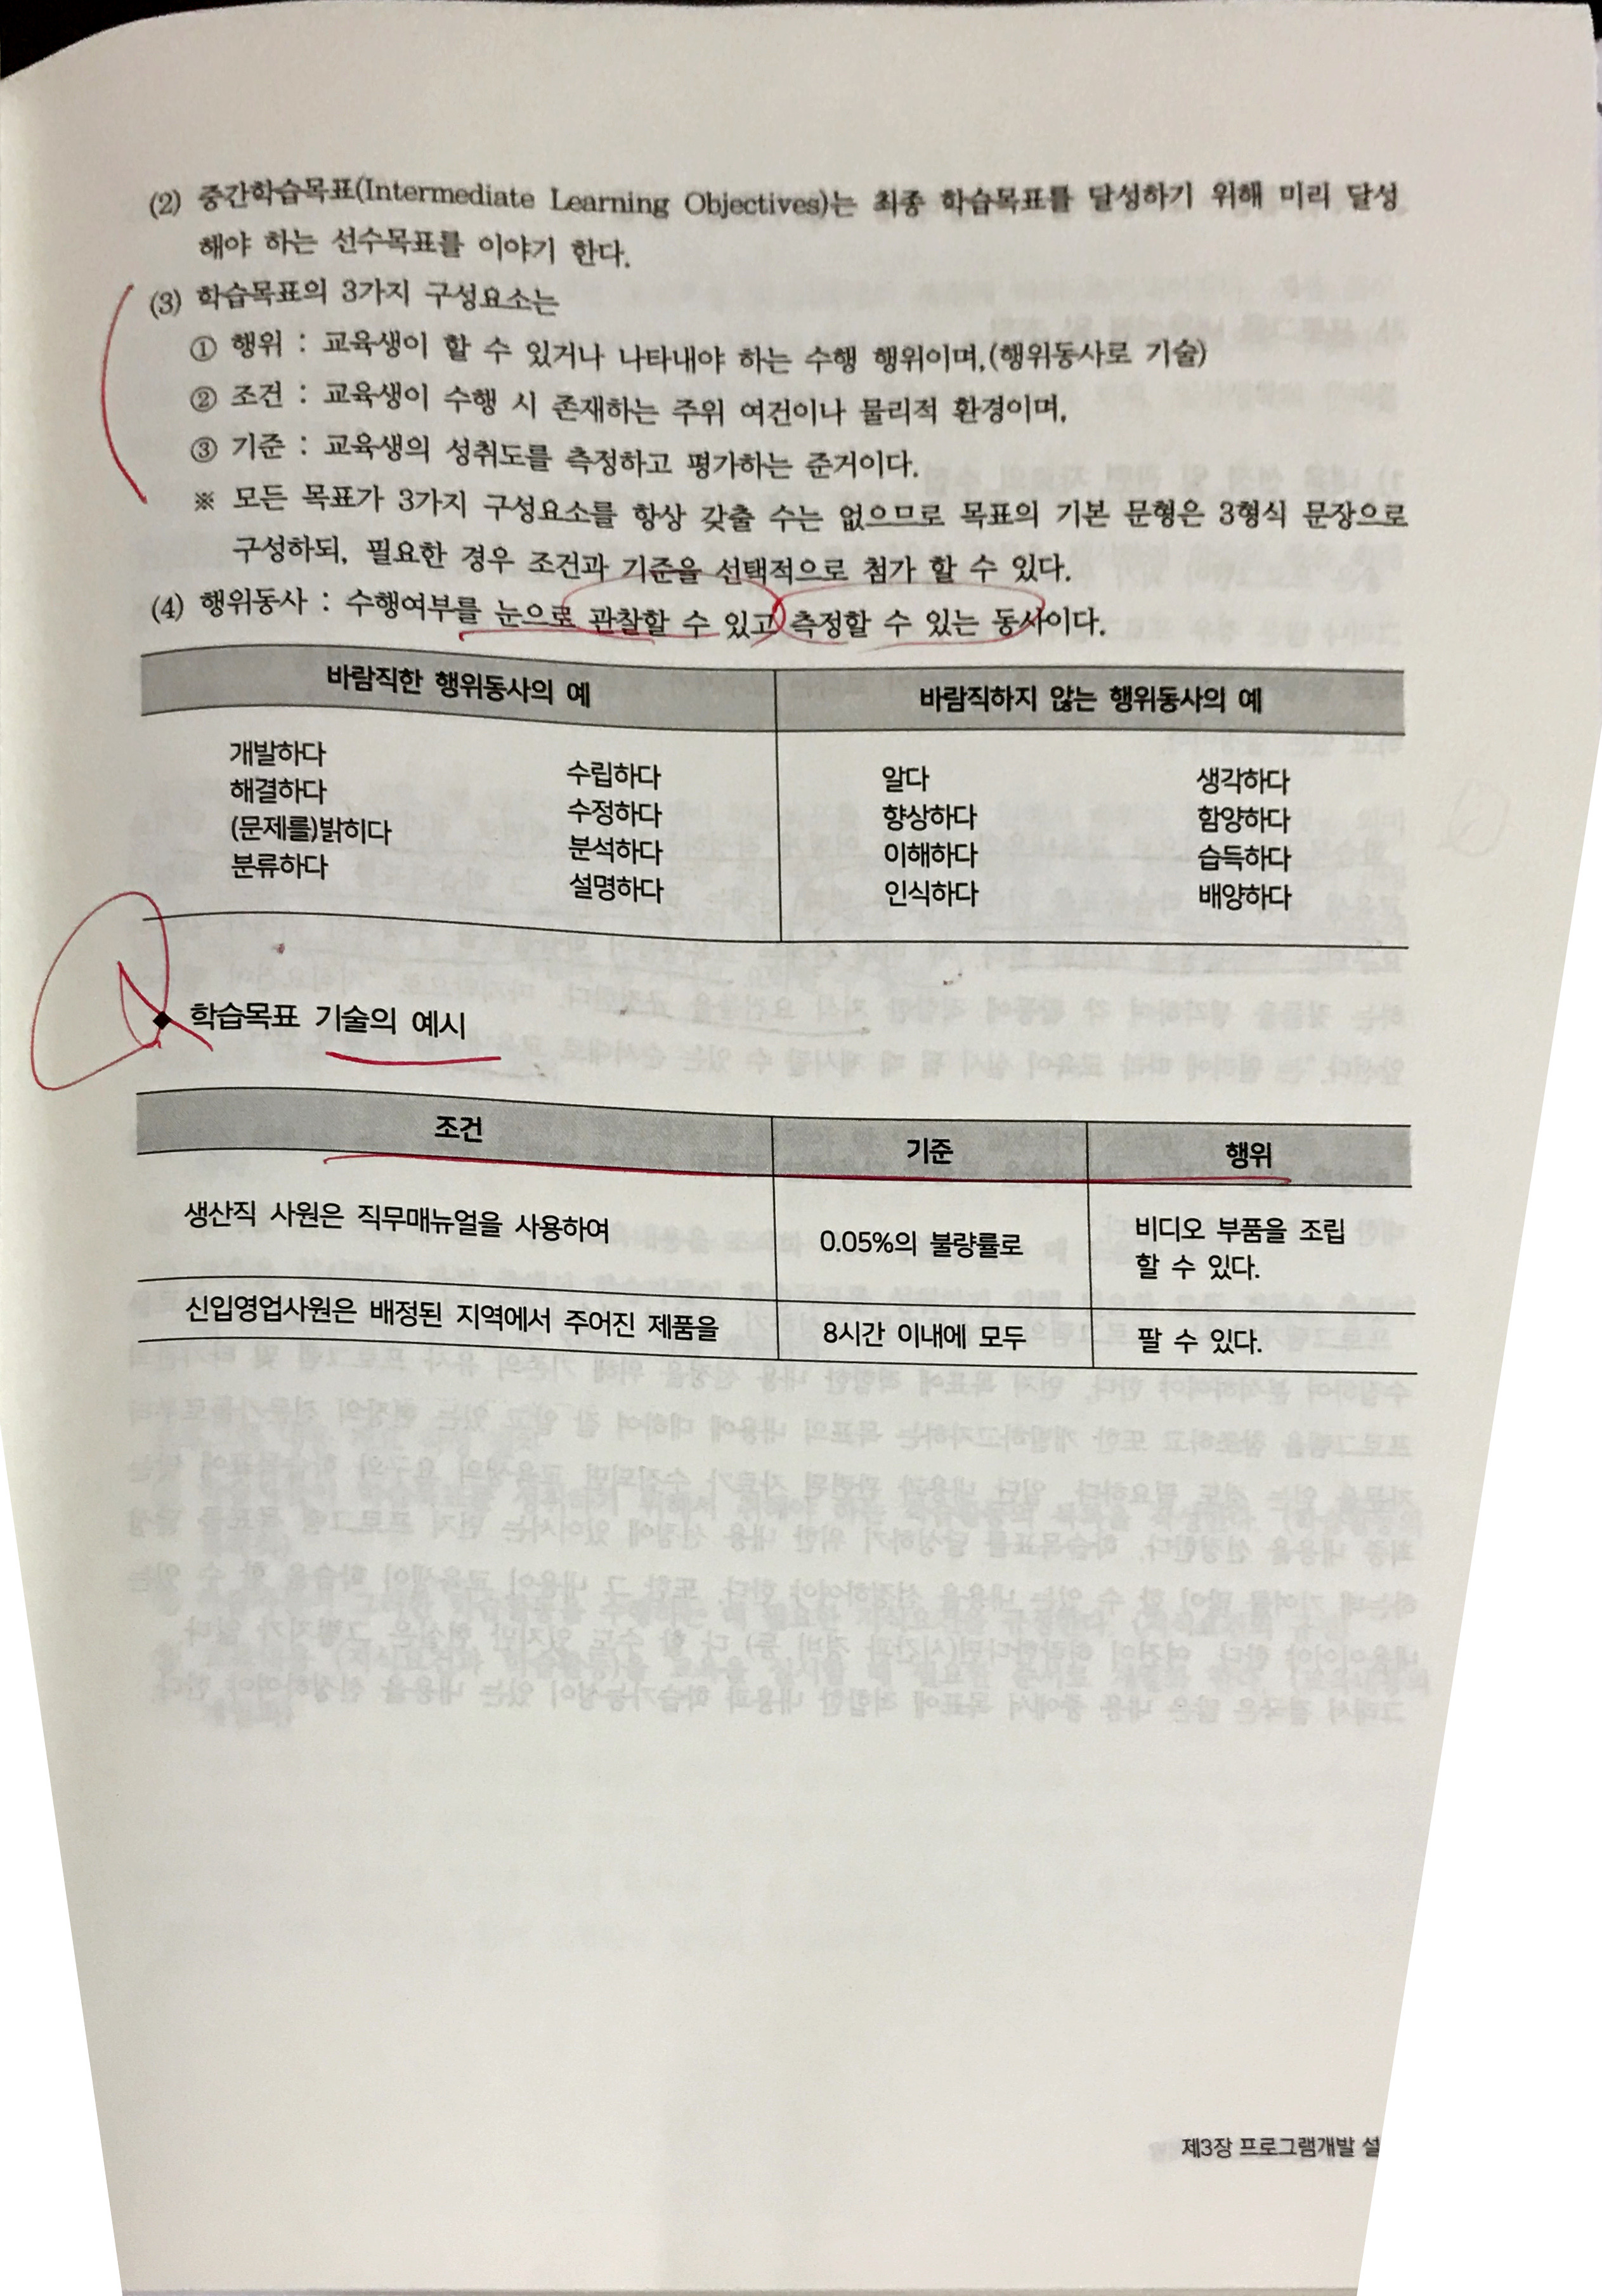 (2) 중간학습목표(Intermediate Learning Objectives)는 최종 학습목표를 달성하기 위해 미리 달성
해야 하는 선수목표를 이야기 한다.
(3) 학습목표의 3가지 구성요소는
① 행위 : 교육생이 할 수 있거나 나타내야 하는 수행 행위이며,(행위동사로 기술)
② 조건 : 교육생이 수행 시 존재하는 주위 여건이나 물리적 환경이며,
③ 기준 : 교육생의 성취도를 측정하고 평가하는 준거이다.
※ 모든 목표가 3가지 구성요소를 항상 갖출 수는 없으므로 목표의 기본 문형은 3형식 문장으로
구성하되, 필요한 경우 조건과 기준을 선택적으로 첨가 할 수 있다.
(4) 행위동사 : 수행여부를 눈으로 관찰할 수 있고 측정할 수 있는 동사이다.
바람직한 행위동사의 예 바람직하지 않는 행위동사의 예
개발하다 수립하다 알다 생각하다
해결하다 수정하다 향상하다 함양하다
(문제를)밝히다 분석하다 이해하다 습득하다
분류하다 설명하다 인식하다 배양하다
◆ 학습목표 기술의 예시
조건 기준 행위
생산직 사원은 직무매뉴얼을 사용하여 0.05%의 불량률로 비디오 부품을 조립
할 수 있다.
신입영업사원은 배정된 지역에서 주어진 제품을 8시간 이내에 모두 팔 수 있다.
제3장 프로그램개발 설